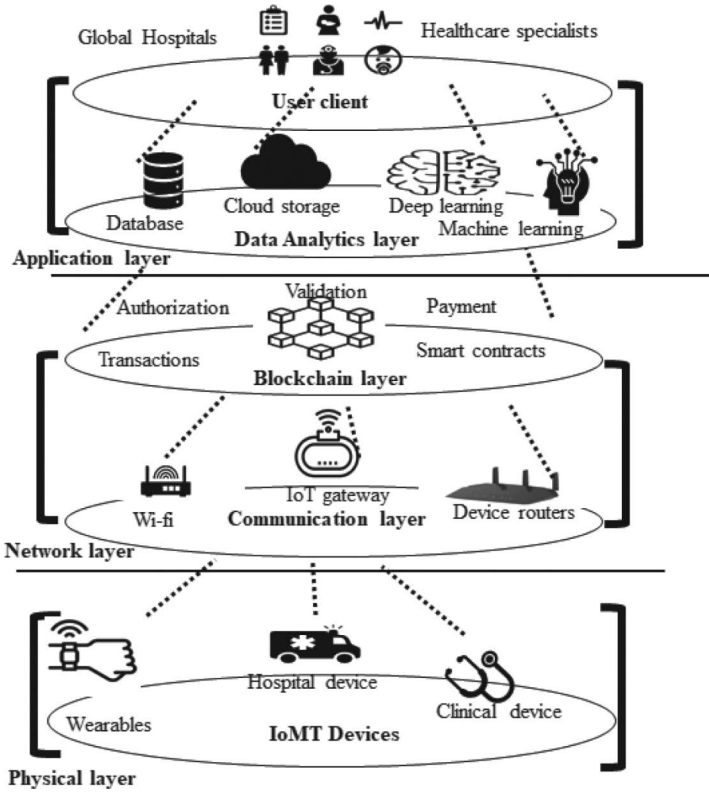 Global Hospitals
Healthcare specialists
User client
Database
Cloud storage
Deep learning
Machine learning
Data Analytics layer
Application layer
Authorization
Validation
Payment
Transactions
Smart contracts
Blockchain layer
Wi-fi
IoT gateway
Device routers
Communication layer
Network layer
Wearables
Hospital device
Clinical device
IoMT Devices
Physical layer